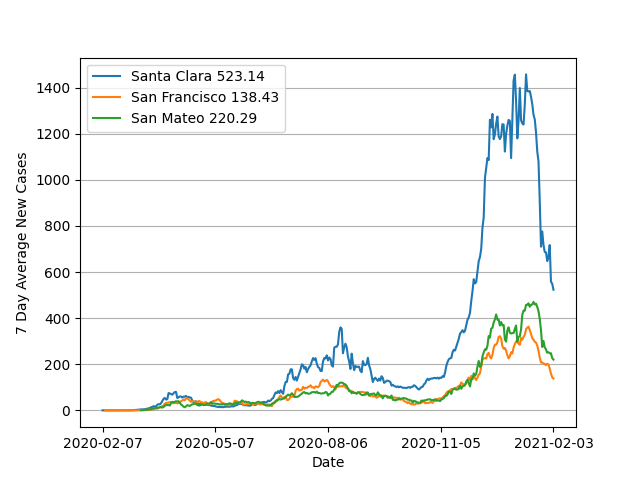 Santa Clara 523.14
San Francisco 138.43
San Mateo 220.29
7 Day Average New Cases
1400
1200
1000
800
600
400
200
0
2020-02-07 2020-05-07 2020-08-06 2020-11-05 2021-02-03
Date